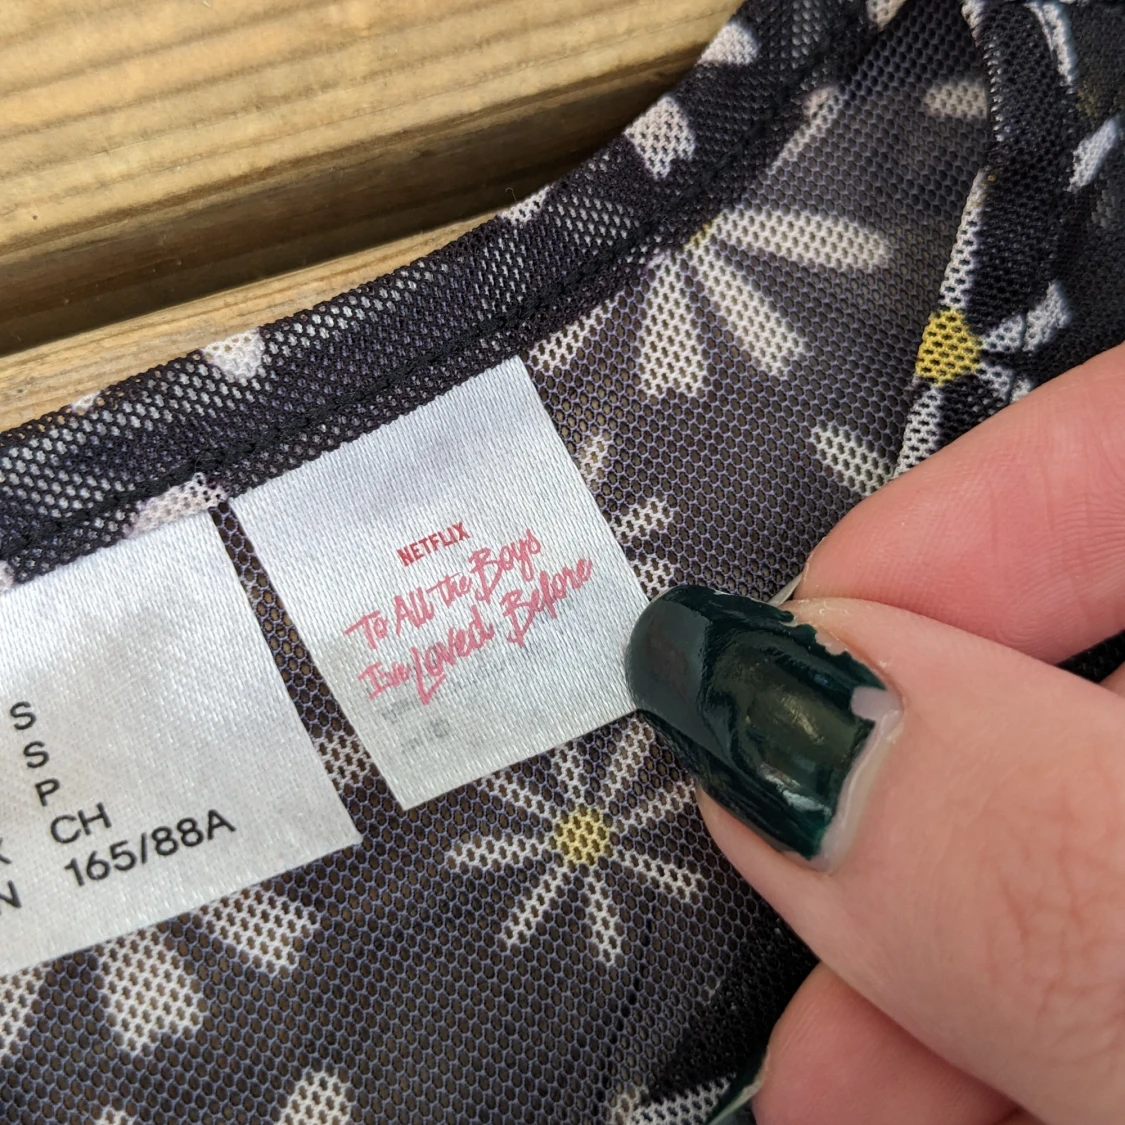 S
S
P
CH
N 165/88A
NETFLIX
To All the Boys
I've Loved Before